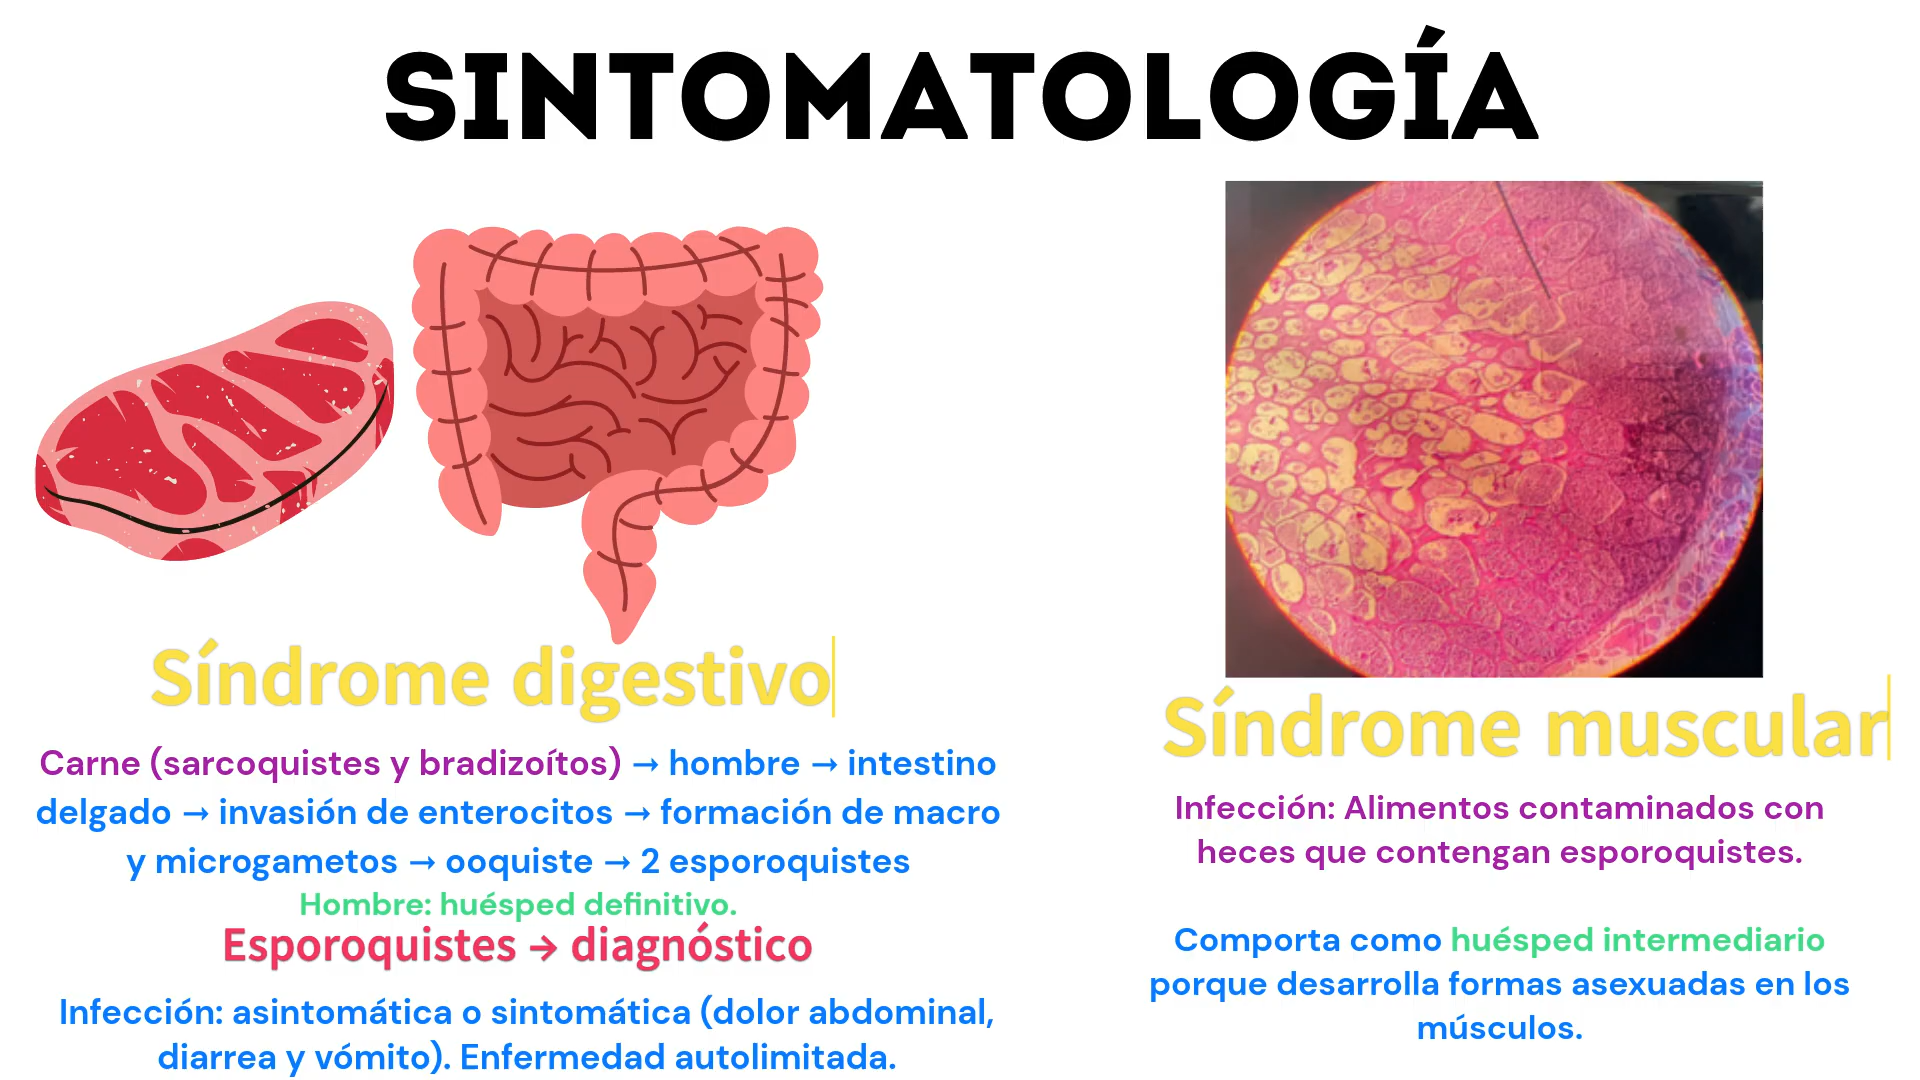 SINTOMATOLOGÍA
Síndrome digestivo
Carne (sarcoquistes y bradizoítos) → hombre → intestino
delgado → invasión de enterocitos → formación de macro
y microgametos → ooquiste → 2 esporoquistes
Hombre: huésped definitivo.
Esporoquistes → diagnóstico
Infección: asintomática o sintomática (dolor abdominal,
diarrea y vómito). Enfermedad autolimitada.
Síndrome muscular
Infección: Alimentos contaminados con
heces que contengan esporoquistes.
Comporta como huésped intermediario
porque desarrolla formas asexuadas en los
músculos.